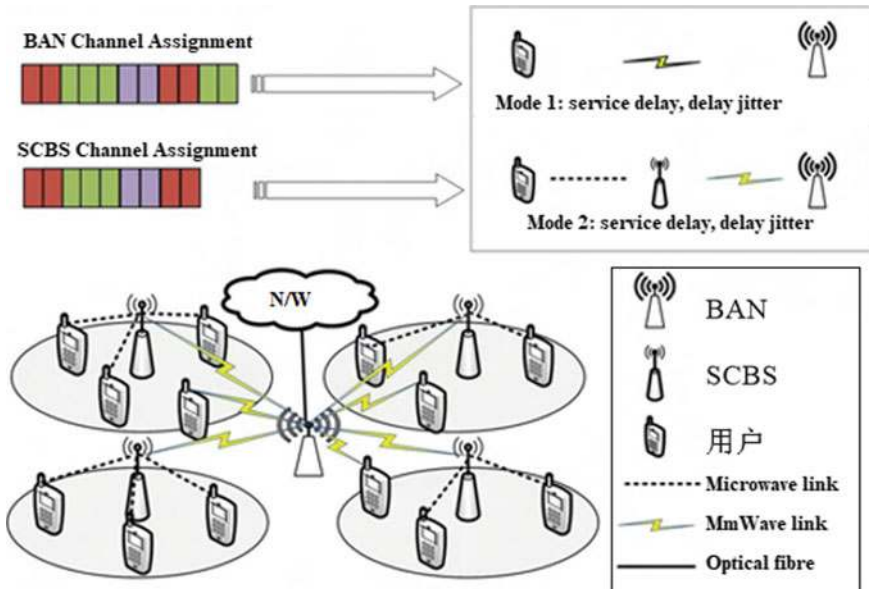 BAN Channel Assignment
SCBS Channel Assignment
Mode 1: service delay, delay jitter
Mode 2: service delay, delay jitter
N/W
BAN
SCBS
用户
Microwave link
MmWave link
Optical fibre